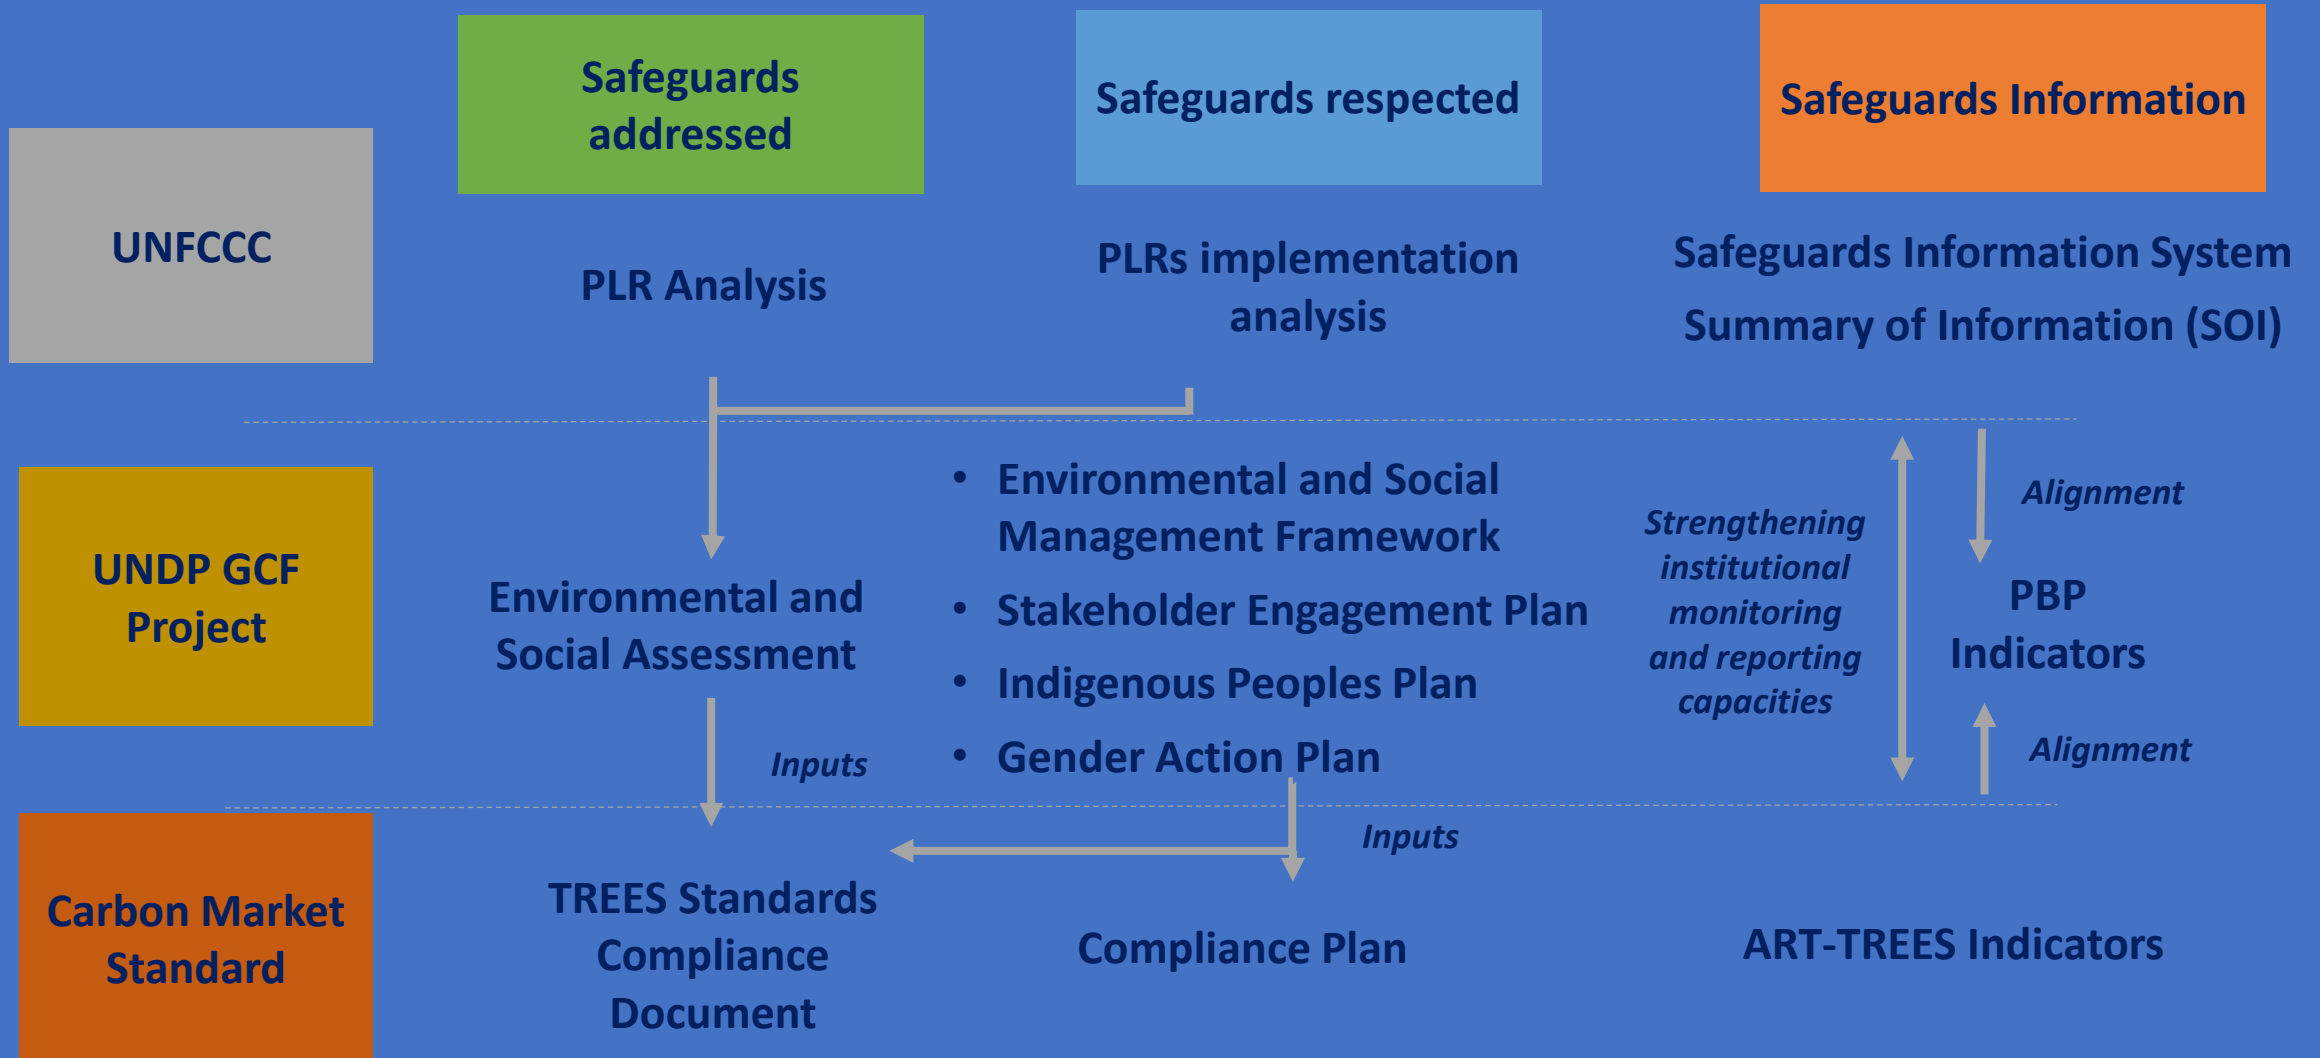 Safeguards
addressed
Safeguards respected
Safeguards Information
UNFCCC
PLR Analysis
PLRs implementation
analysis
Safeguards Information System
Summary of Information (SOI)
UNDP GCF
Project
Environmental and
Social Assessment
• Environmental and Social
Management Framework
• Stakeholder Engagement Plan
• Indigenous Peoples Plan
• Gender Action Plan
Strengthening
institutional
monitoring
and reporting
capacities
Alignment
PBP
Indicators
Alignment
Inputs
Inputs
Carbon Market
Standard
TREES Standards
Compliance
Document
Compliance Plan
ART-TREES Indicators